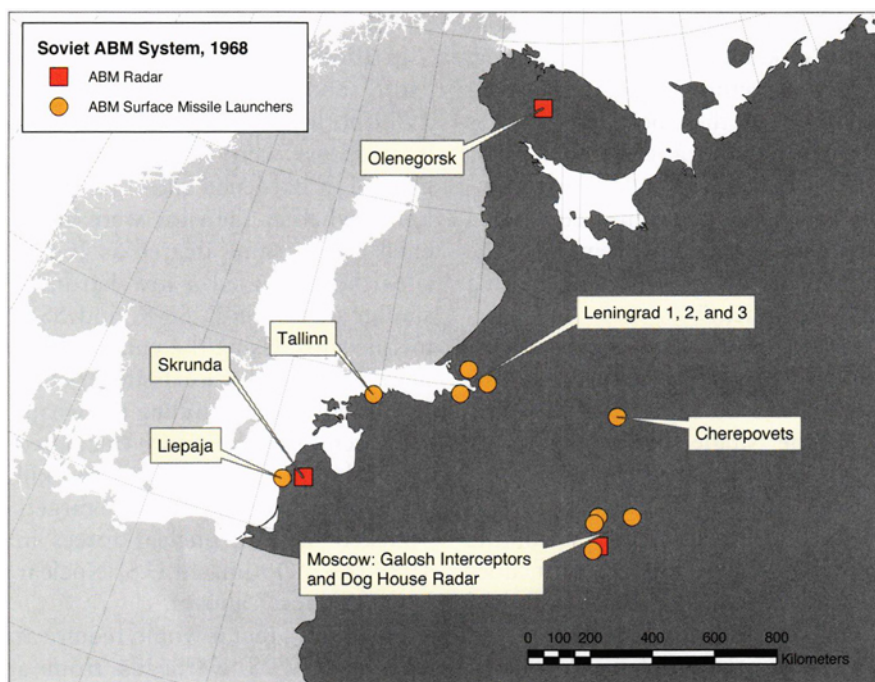 Soviet ABM System, 1968
ABM Radar
ABM Surface Missile Launchers
Olenegorsk
Leningrad 1, 2, and 3
Tallinn
Skrunda
Cherepovets
Liepaja
Moscow: Galosh Interceptors
and Dog House Radar
0 100 200 400 600 800
Kilometers